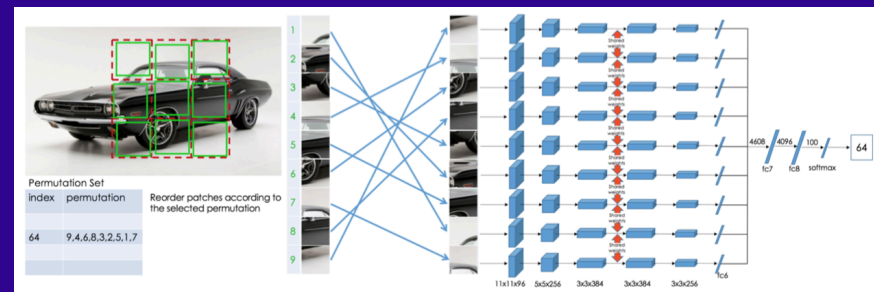 Permutation Set
index permutation
64 9,4,6,8,3,2,5,1,7
Reorder patches according to
the selected permutation
1
2
3
4
5
6
7
8
9
Shared
weights
Shared
weights
Shared
weights
Shared
weights
Shared
weights
Shared
weights
Shared
weights
Shared
weights
11x11x96 5x5x256 3x3x384 3x3x384 3x3x256
fc6
4608 4096 100
fc7 fc8 softmax
64